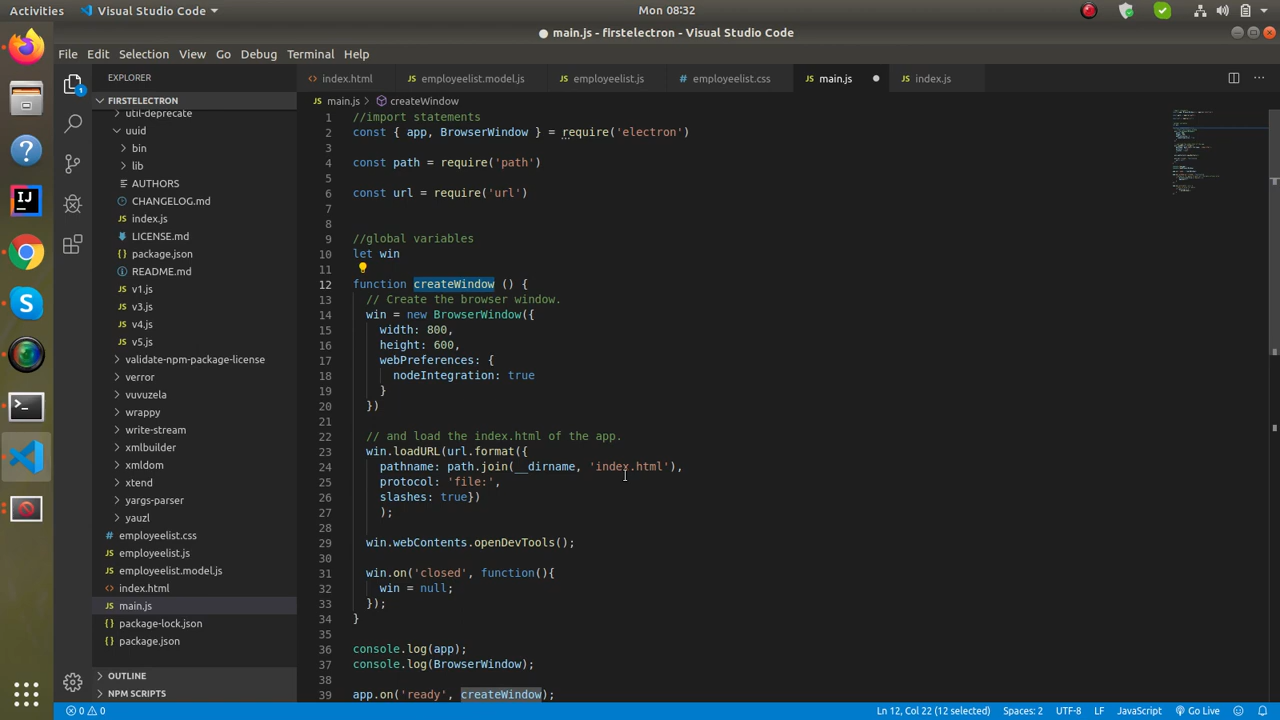 Activities
Visual Studio Code
Mon 08:32
● main.js - firstelectron - Visual Studio Code
File Edit Selection View Go Debug Terminal Help
EXPLORER
index.html
employeelist.model.js
employeelist.js
employeelist.css
main.js
index.js
FIRSTELECTRON
main.js > createWindow
util-deprecate
uuid
bin
lib
AUTHORS
CHANGELOG.md
index.js
LICENSE.md
package.json
README.md
v1.js
v3.js
v4.js
v5.js
validate-npm-package-license
verror
vuvuzela
wrappy
write-stream
xmlbuilder
xmldom
xtend
yargs-parser
yauzl
employeelist.css
employeelist.js
employeelist.model.js
index.html
main.js
package-lock.json
package.json
OUTLINE
NPM SCRIPTS
1 //import statements
2 const { app, BrowserWindow } = require('electron')
3
4 const path = require('path')
5
6 const url = require('url')
7
8
9 //global variables
10 let win
11
12 function createWindow () {
13 // Create the browser window.
14 win = new BrowserWindow({
15 width: 800,
16 height: 600,
17 webPreferences: {
18 nodeIntegration: true
19 }
20 })
21
22 // and load the index.html of the app.
23 win.loadURL(url.format({
24 pathname: path.join(__dirname, 'index.html'),
25 protocol: 'file:',
26 slashes: true})
27 );
28
29 win.webContents.openDevTools();
30
31 win.on('closed', function(){
32 win = null;
33 });
34 }
35
36 console.log(app);
37 console.log(BrowserWindow);
38
39 app.on('ready', createWindow);
0 0
Ln 12, Col 22 (12 selected)
Spaces: 2
UTF-8
LF
JavaScript
Go Live